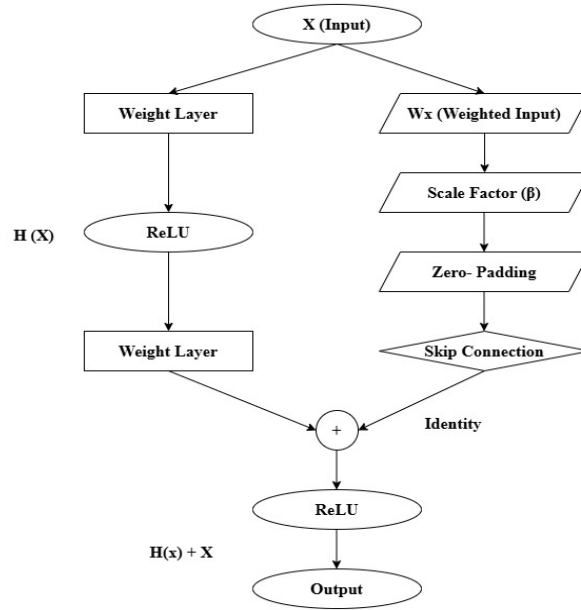 X (Input)
Weight Layer
Wx (Weighted Input)
Scale Factor (β)
H (X)
ReLU
Zero- Padding
Weight Layer
Skip Connection
+
Identity
ReLU
H(x) + X
Output